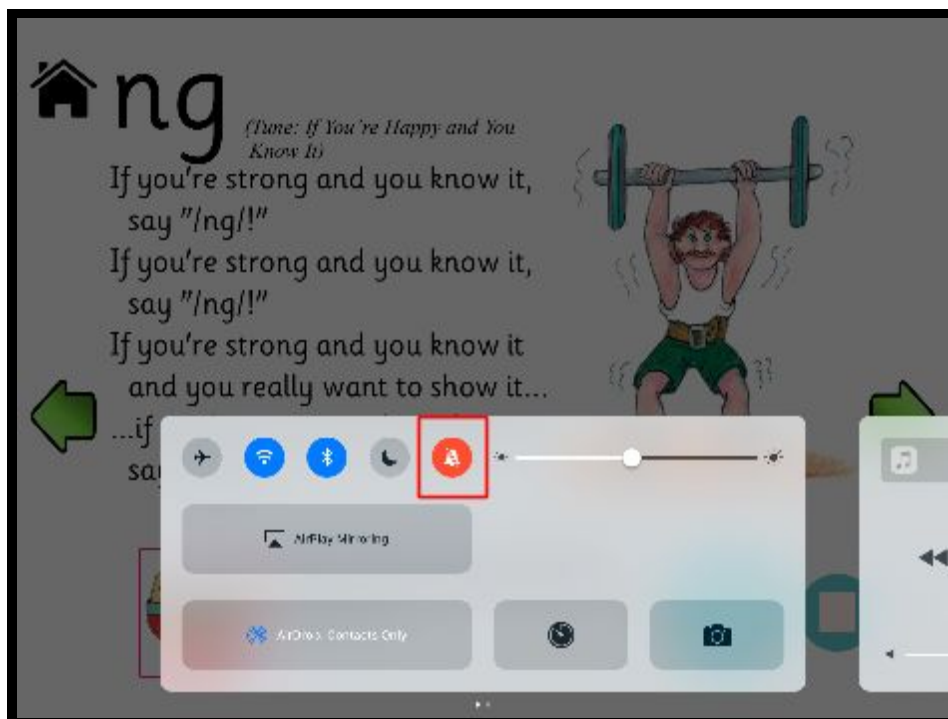 ng
(Tune: If You're Happy and You
Know It)
If you're strong and you know it,
say "/ng/!"
If you're strong and you know it,
say "/ng/!"
If you're strong and you know it
and you really want to show it...
...if
say
AirPlay Mirroring
AirDrop: Contacts Only